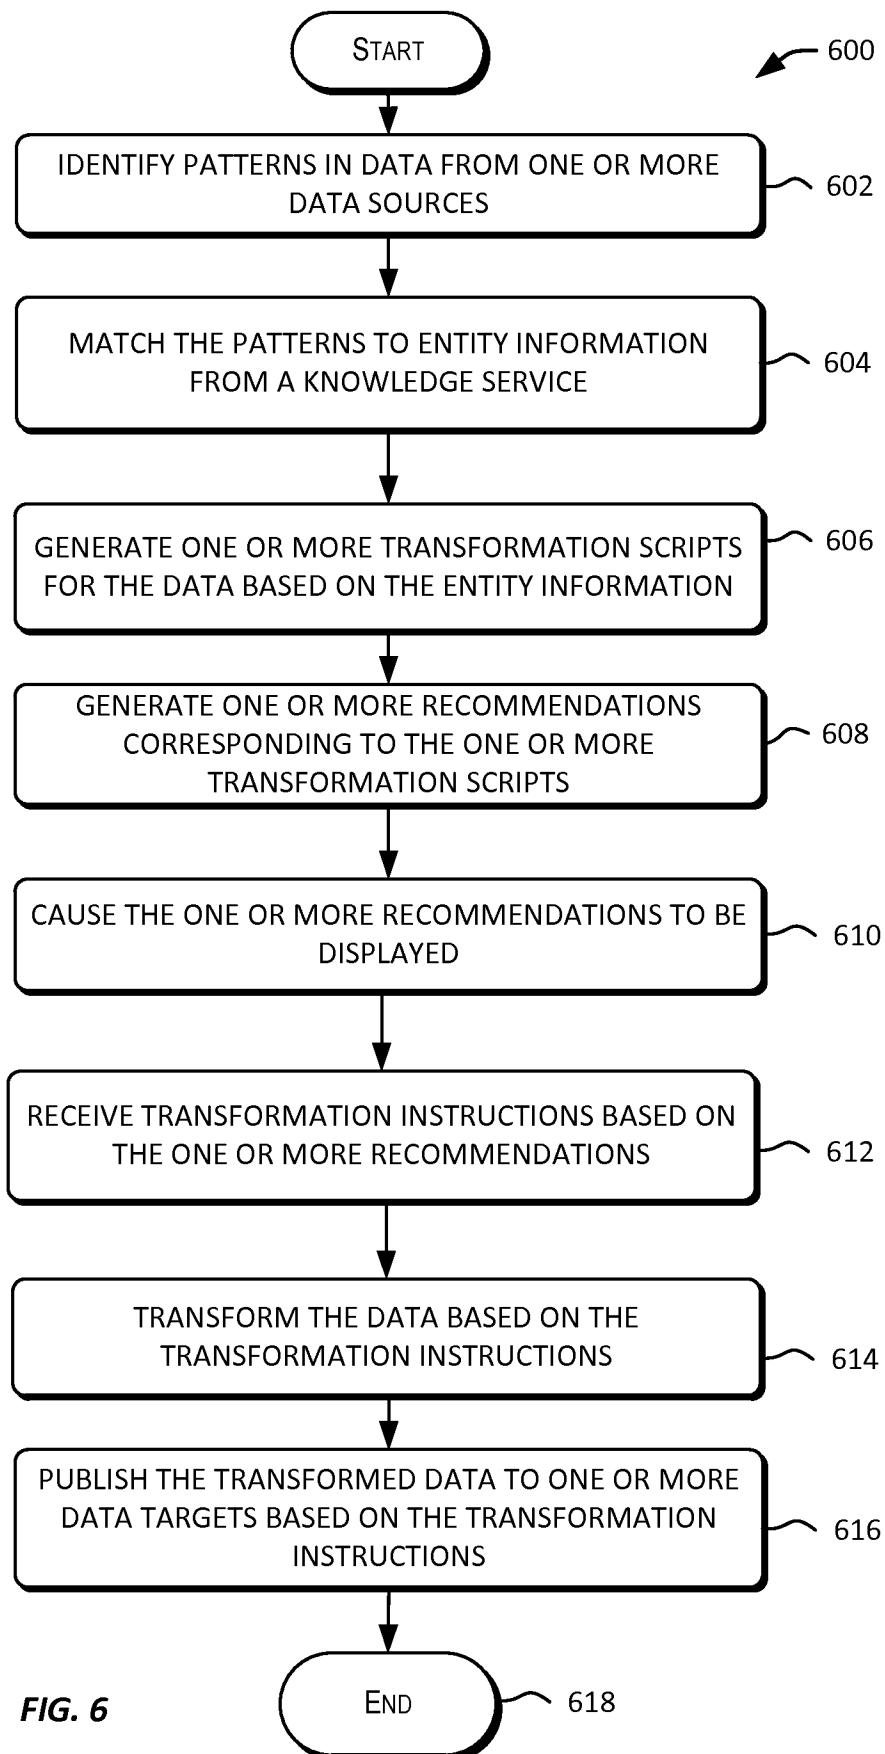 START
600
IDENTIFY PATTERNS IN DATA FROM ONE OR MORE
DATA SOURCES
602
MATCH THE PATTERNS TO ENTITY INFORMATION
FROM A KNOWLEDGE SERVICE
604
GENERATE ONE OR MORE TRANSFORMATION SCRIPTS
FOR THE DATA BASED ON THE ENTITY INFORMATION
606
GENERATE ONE OR MORE RECOMMENDATIONS
CORRESPONDING TO THE ONE OR MORE
TRANSFORMATION SCRIPTS
608
CAUSE THE ONE OR MORE RECOMMENDATIONS TO BE
DISPLAYED
610
RECEIVE TRANSFORMATION INSTRUCTIONS BASED ON
THE ONE OR MORE RECOMMENDATIONS
612
TRANSFORM THE DATA BASED ON THE
TRANSFORMATION INSTRUCTIONS
614
PUBLISH THE TRANSFORMED DATA TO ONE OR MORE
DATA TARGETS BASED ON THE TRANSFORMATION
INSTRUCTIONS
616
END
618
FIG. 6